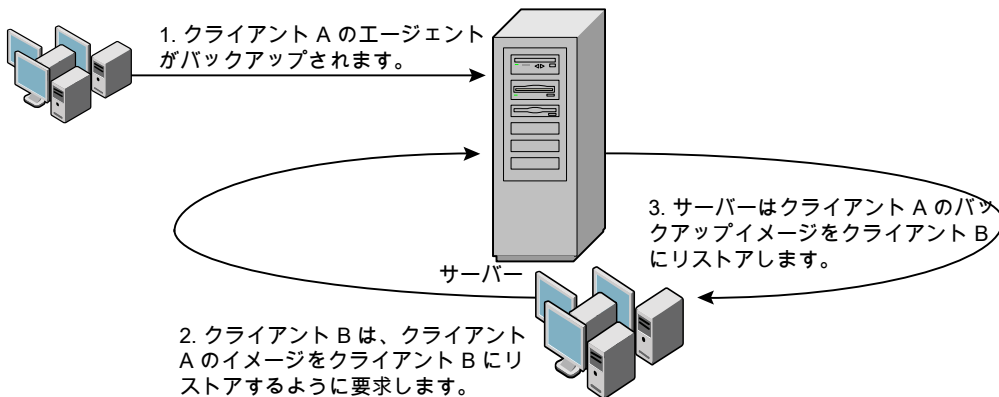 1. クライアント A のエージェント
がバックアップされます。
3. サーバーはクライアント A のバッ
クアップイメージをクライアント B
にリストアします。
サーバー
2. クライアント B は、クライアント
A のイメージをクライアント B にリ
ストアするように要求します。